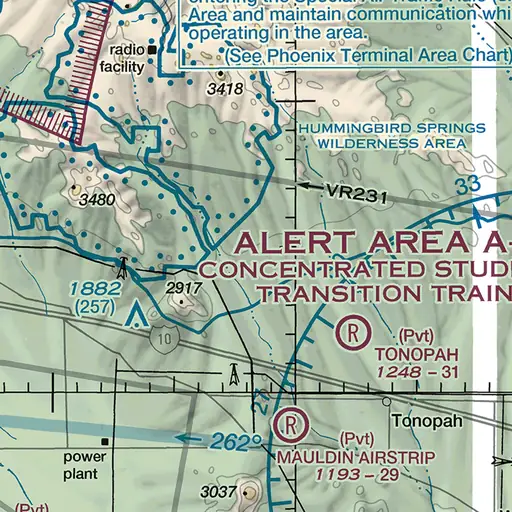 Area and maintain communication whi
operating in the area.
(See Phoenix Terminal Area Chart)
radio
facility
3418
HUMMINGBIRD SPRINGS
WILDERNESS AREA
VR231
33
3480
ALERT AREA A-
CONCENTRATED STUD
TRANSITION TRAIN
1882
(257)
2917
10
R
(Pvt)
TONOPAH
1248 – 31
27
R
Tonopah
262°
(Pvt)
MAULDIN AIRSTRIP
1193 – 29
power
plant
3037
(Pvt)